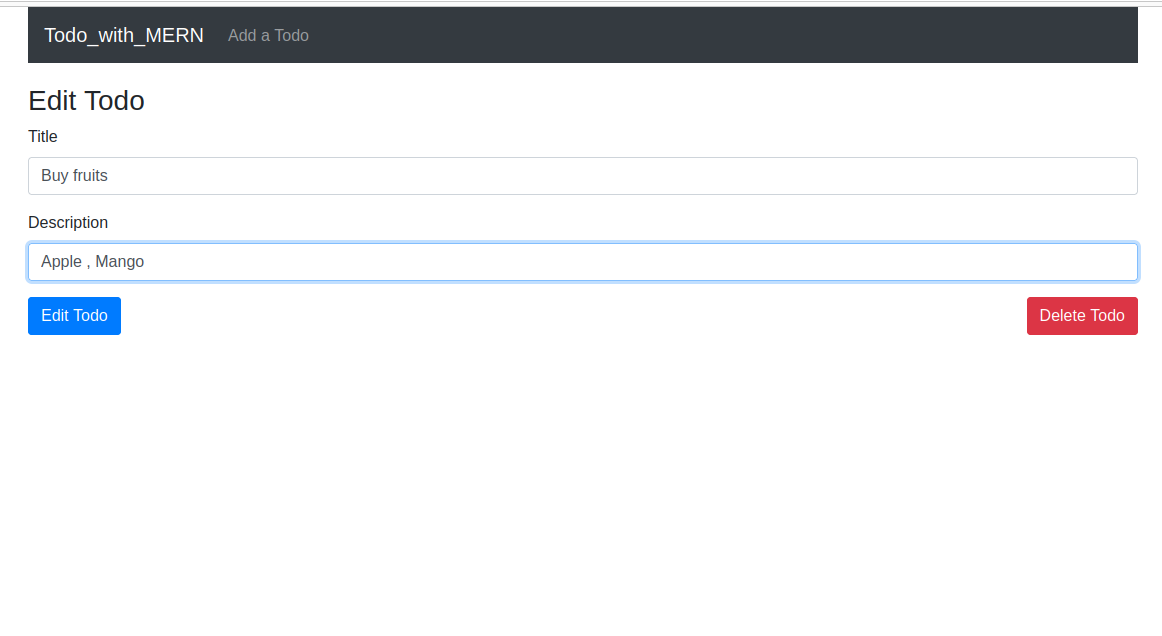 Todo_with_MERN Add a Todo
Edit Todo
Title
Buy fruits
Description
Apple , Mango
Edit Todo Delete Todo